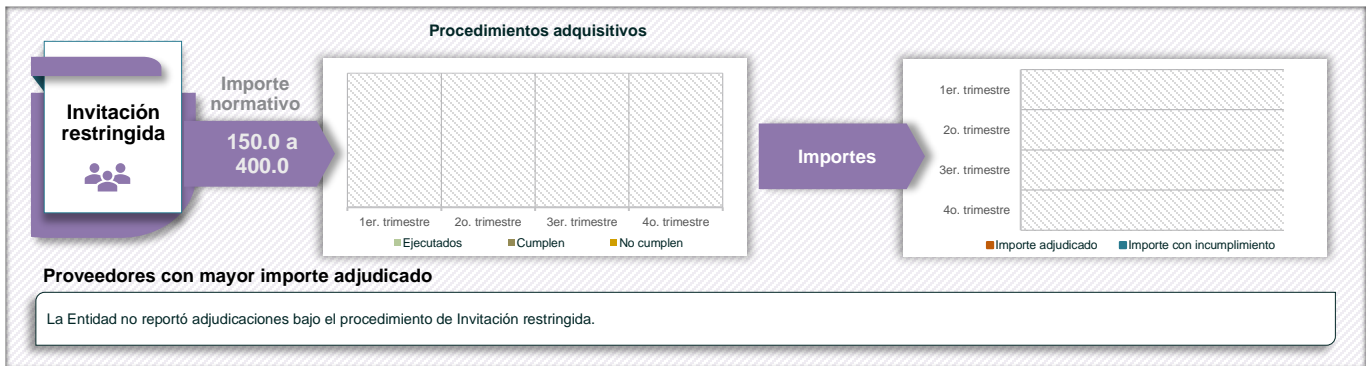 Procedimientos adquisitivos
Invitación
restringida
Importe
normativo
150.0 a
400.0
1er. trimestre
2o. trimestre
3er. trimestre
4o. trimestre
Ejecutados
Cumplen
No cumplen
Importes
1er. trimestre
2o. trimestre
3er. trimestre
4o. trimestre
Importe adjudicado
Importe con incumplimiento
Proveedores con mayor importe adjudicado
La Entidad no reportó adjudicaciones bajo el procedimiento de Invitación restringida.